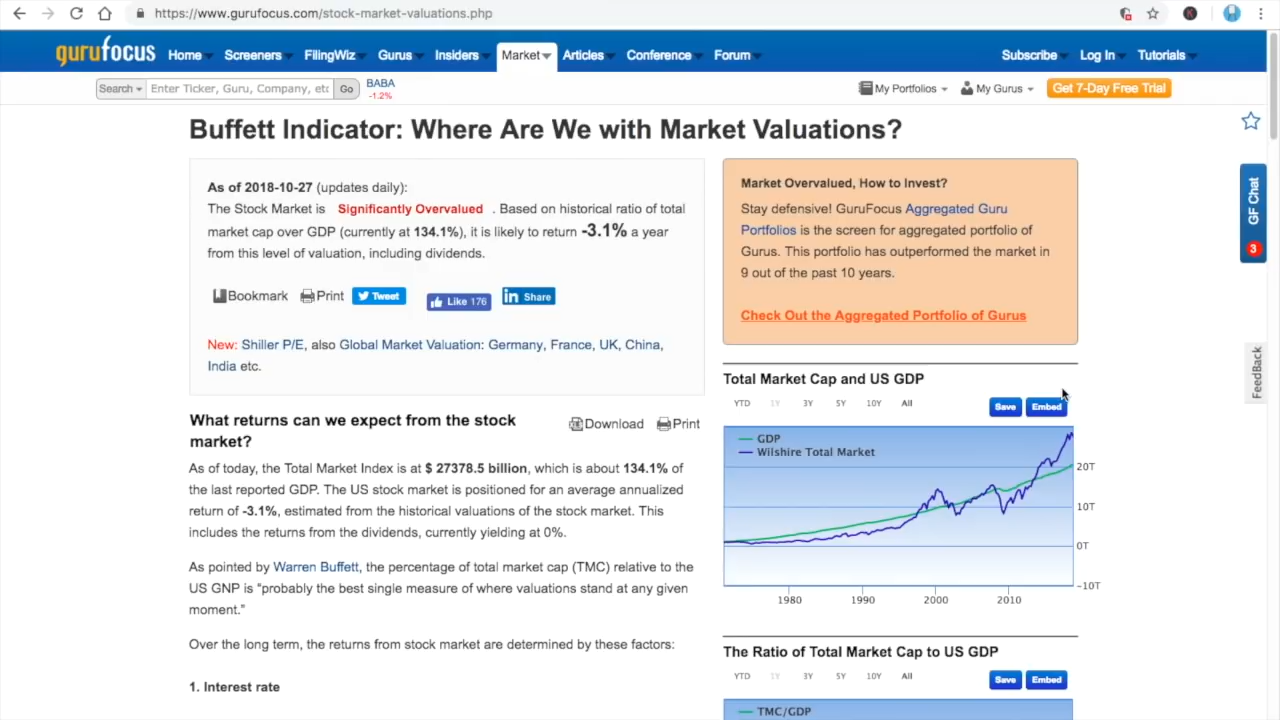 https://www.gurufocus.com/stock-market-valuations.php
gurufocus Home Screeners FilingWiz Gurus Insiders Market Articles Conference Forum Subscribe Log In Tutorials
Search Enter Ticker, Guru, Company, etc Go BABA -1.2% My Portfolios My Gurus Get 7-Day Free Trial
Buffett Indicator: Where Are We with Market Valuations?
As of 2018-10-27 (updates daily):
The Stock Market is Significantly Overvalued . Based on historical ratio of total
market cap over GDP (currently at 134.1%), it is likely to return -3.1% a year
from this level of valuation, including dividends.
Bookmark Print Tweet Like 176 in Share
New: Shiller P/E, also Global Market Valuation: Germany, France, UK, China,
India etc.
What returns can we expect from the stock
market?
Download Print
As of today, the Total Market Index is at $ 27378.5 billion, which is about 134.1% of
the last reported GDP. The US stock market is positioned for an average annualized
return of -3.1%, estimated from the historical valuations of the stock market. This
includes the returns from the dividends, currently yielding at 0%.
As pointed by Warren Buffett, the percentage of total market cap (TMC) relative to the
US GNP is "probably the best single measure of where valuations stand at any given
moment."
Over the long term, the returns from stock market are determined by these factors:
1. Interest rate
Market Overvalued, How to Invest?
Stay defensive! GuruFocus Aggregated Guru
Portfolios is the screen for aggregated portfolio of
Gurus. This portfolio has outperformed the market in
9 out of the past 10 years.
Check Out the Aggregated Portfolio of Gurus
Total Market Cap and US GDP
YTD 1Y 3Y 5Y 10Y All
Save Embed
GDP
Wilshire Total Market
20T
10T
0T
-10T
1980 1990 2000 2010
The Ratio of Total Market Cap to US GDP
YTD 1Y 3Y 5Y 10Y All
Save Embed
TMC/GDP
GF Chat
3
FeedBack